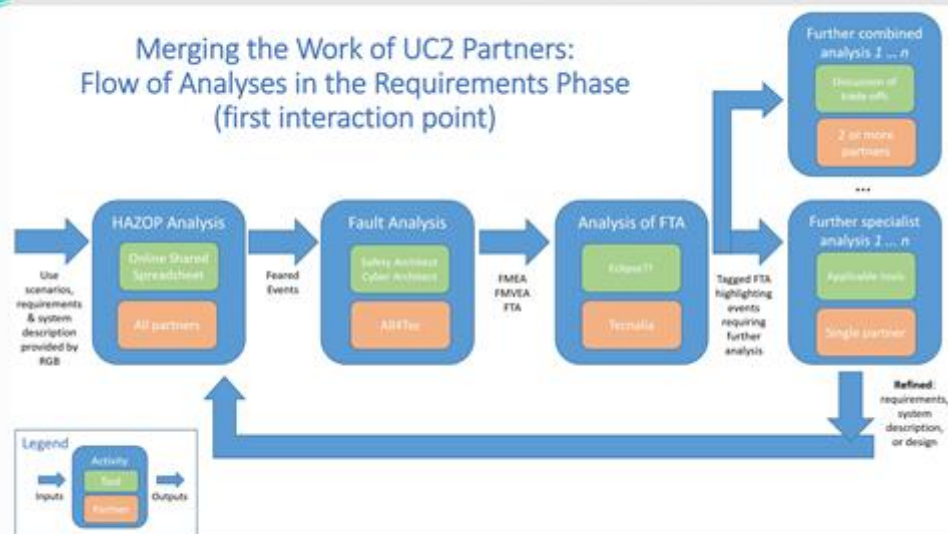 Merging the Work of UC2 Partners:
Flow of Analyses in the Requirements Phase
(first interaction point)
Further combined
analysis 1 ... n
Discussion of
trade offs
2 or more
partners
...
HAZOP Analysis
Online Shared
Spreadsheet
All partners
Fault Analysis
Safety Architect
Cyber Architect
All4Tec
Analysis of FTA
Eclipse??
Tecnalia
Further specialist
analysis 1 ... n
Applicable tools
Single partner
Use
scenarios,
requirements
& system
description
provided by
RGB
Feared
Events
FMEA
FMVEA
FTA
Tagged FTA
highlighting
events
requiring
further
analysis
Refined:
requirements,
system
description,
or design
Legend
Activity
Tool
Partner
Inputs
Outputs